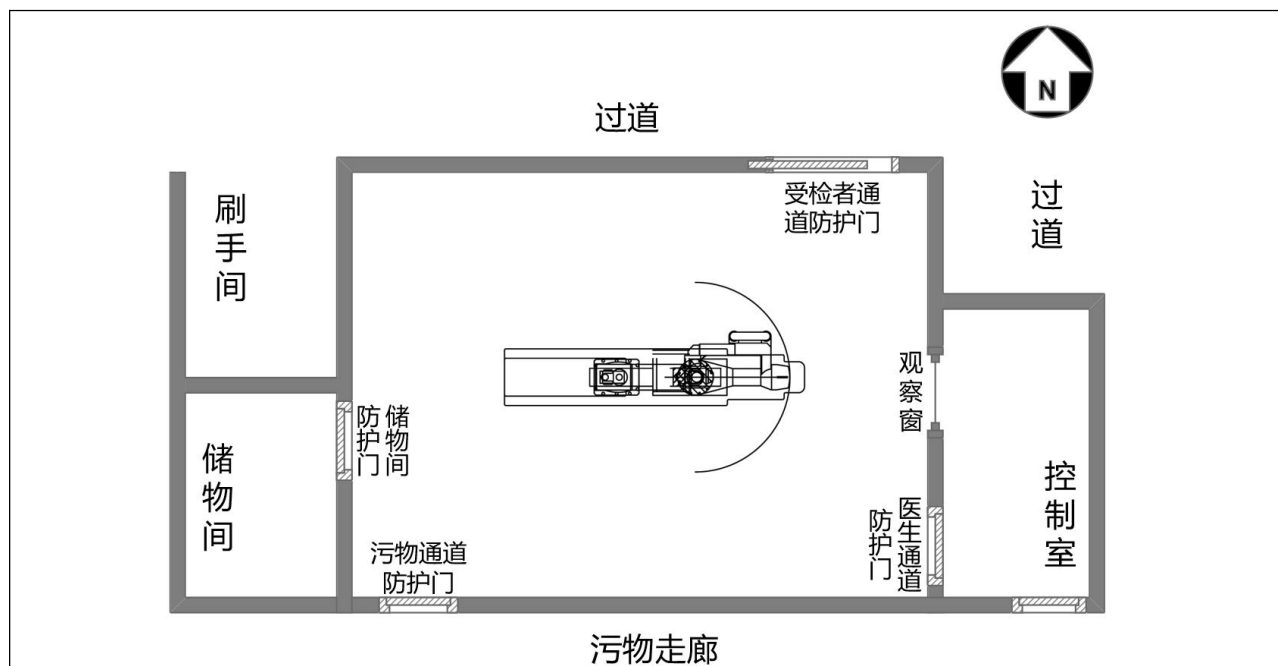 N
过道
受检者通
道防护门
过道
刷手间
观察窗
储物间
防护门
储物间
控制室
医生通道
防护门
污物通道
防护门
污物走廊